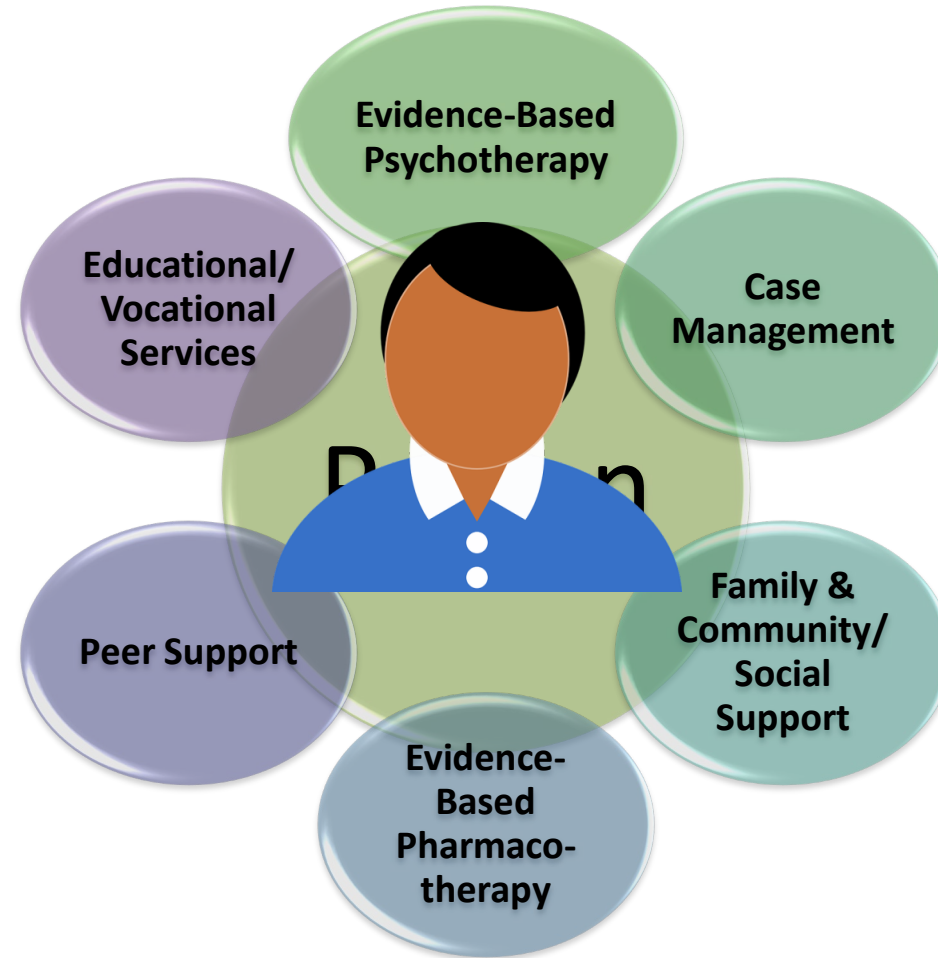 Evidence-Based
Psychotherapy
Case
Management
Family &
Community/
Social
Support
Evidence-
Based
Pharmaco-
therapy
Peer Support
Educational/
Vocational
Services